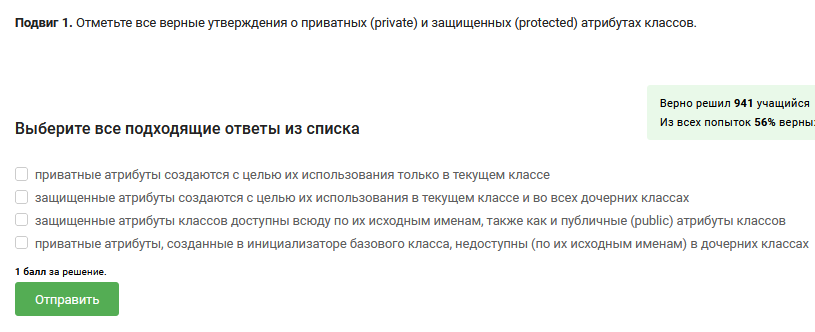 Подвиг 1. Отметьте все верные утверждения о приватных (private) и защищенных (protected) атрибутах классов.
Верно решил 941 учащийся
Из всех попыток 56% верны
Выберите все подходящие ответы из списка
приватные атрибуты создаются с целью их использования только в текущем классе
защищенные атрибуты создаются с целью их использования в текущем классе и во всех дочерних классах
защищенные атрибуты классов доступны всюду по их исходным именам, также как и публичные (public) атрибуты классов
приватные атрибуты, созданные в инициализаторе базового класса, недоступны (по их исходным именам) в дочерних классах
1 балл за решение.
Отправить